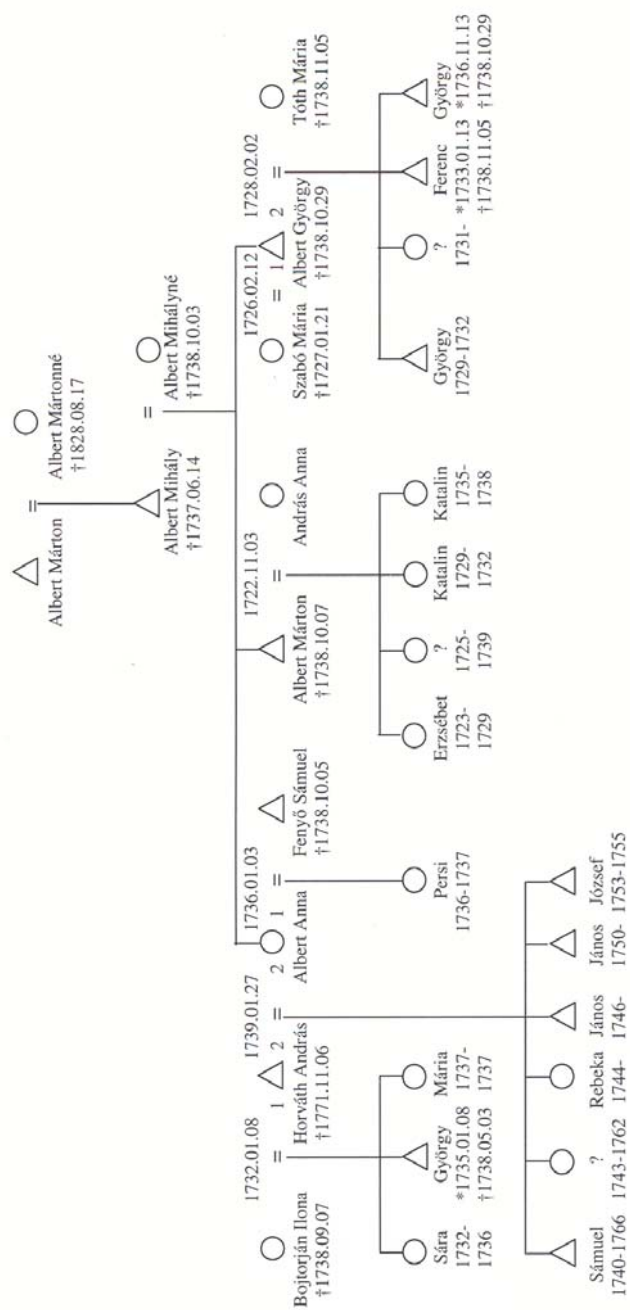 Albert Márton
=
Albert Mártonné
†1828.08.17
Albert Mihály
†1737.06.14
=
Albert Mihályné
†1738.10.03
1732.01.08
1739.01.27
1736.01.03
1722.11.03
1726.02.12
1728.02.02
Bojtorján Ilona
†1738.09.07
=
1
Horváth András
†1771.11.06
2
=
2
Albert Anna
1
=
Fenyő Sámuel
†1738.10.05
Albert Márton
†1738.10.07
=
András Anna
Szabó Mária
†1727.01.21
=
1
Albert György
†1738.10.29
2
=
Tóth Mária
†1738.11.05
Sára
1732-
1736
György
*1735.01.08
†1738.05.03
Mária
1737-
1737
Persi
1736-1737
Erzsébet
1723-
1729
?
1725-
1739
Katalin
1729-
1732
Katalin
1735-
1738
György
1729-1732
?
1731-
Ferenc
*1733.01.13
†1738.11.05
György
*1736.11.13
†1738.10.29
Sámuel
1740-1766
?
1743-1762
Rebeka
1744-
János
1746-
János
1750-
József
1753-1755